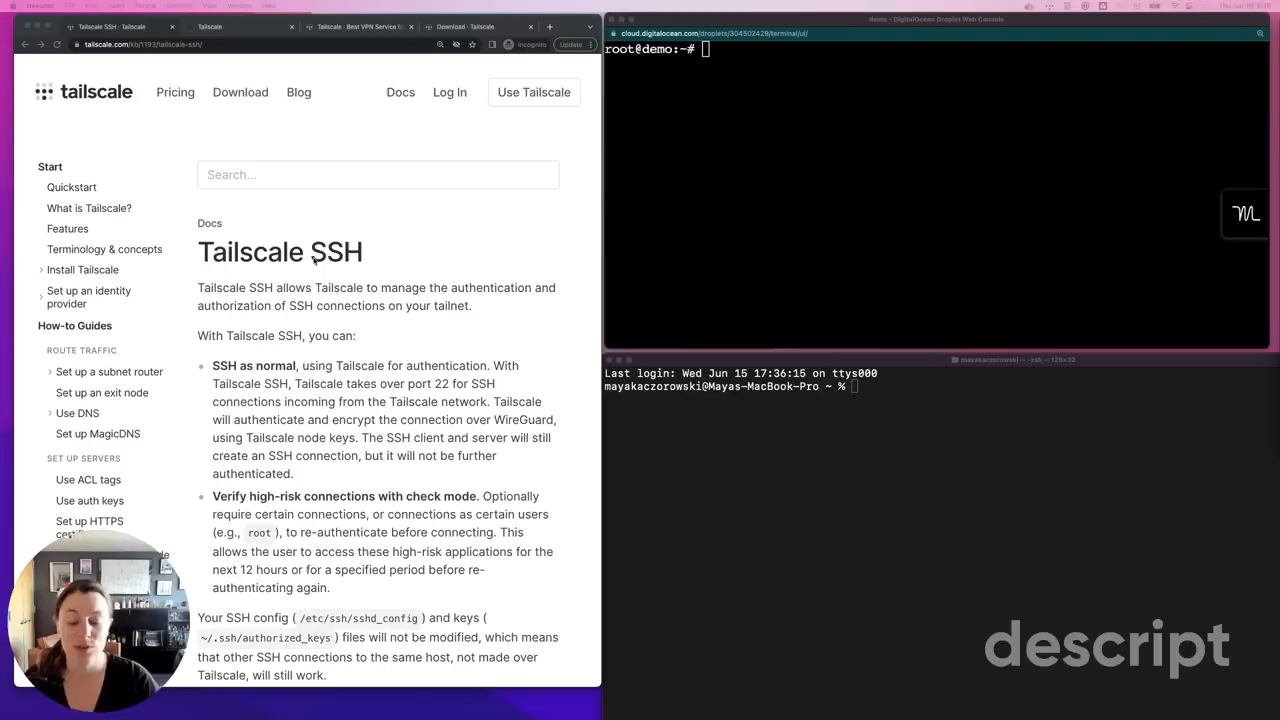 Tailscale SSH · Tailscale
Tailscale
Tailscale · Best VPN Service fo
Download · Tailscale
tailscale.com/kb/1193/tailscale-ssh/
Incognito
Update
tailscale
Pricing
Download
Blog
Docs
Log In
Use Tailscale
Start
Quickstart
What is Tailscale?
Features
Terminology & concepts
Install Tailscale
Set up an identity
provider
How-to Guides
ROUTE TRAFFIC
Set up a subnet router
Set up an exit node
Use DNS
Set up MagicDNS
SET UP SERVERS
Use ACL tags
Use auth keys
Set up HTTPS
Search...
Docs
Tailscale SSH
Tailscale SSH allows Tailscale to manage the authentication and
authorization of SSH connections on your tailnet.
With Tailscale SSH, you can:
SSH as normal, using Tailscale for authentication. With
Tailscale SSH, Tailscale takes over port 22 for SSH
connections incoming from the Tailscale network. Tailscale
will authenticate and encrypt the connection over WireGuard,
using Tailscale node keys. The SSH client and server will still
create an SSH connection, but it will not be further
authenticated.
Verify high-risk connections with check mode. Optionally
require certain connections, or connections as certain users
(e.g., root ), to re-authenticate before connecting. This
allows the user to access these high-risk applications for the
next 12 hours or for a specified period before re-
authenticating again.
Your SSH config ( /etc/ssh/sshd_config ) and keys (
~/.ssh/authorized_keys ) files will not be modified, which means
that other SSH connections to the same host, not made over
Tailscale, will still work.
demo – DigitalOcean Droplet Web Console
cloud.digitalocean.com/droplets/304502429/terminal/ui/
root@demo:~#
mayakaczorowski — -zsh — 126×32
Last login: Wed Jun 15 17:36:15 on ttys000
mayakaczorowski@Mayas-MacBook-Pro ~ %
descript